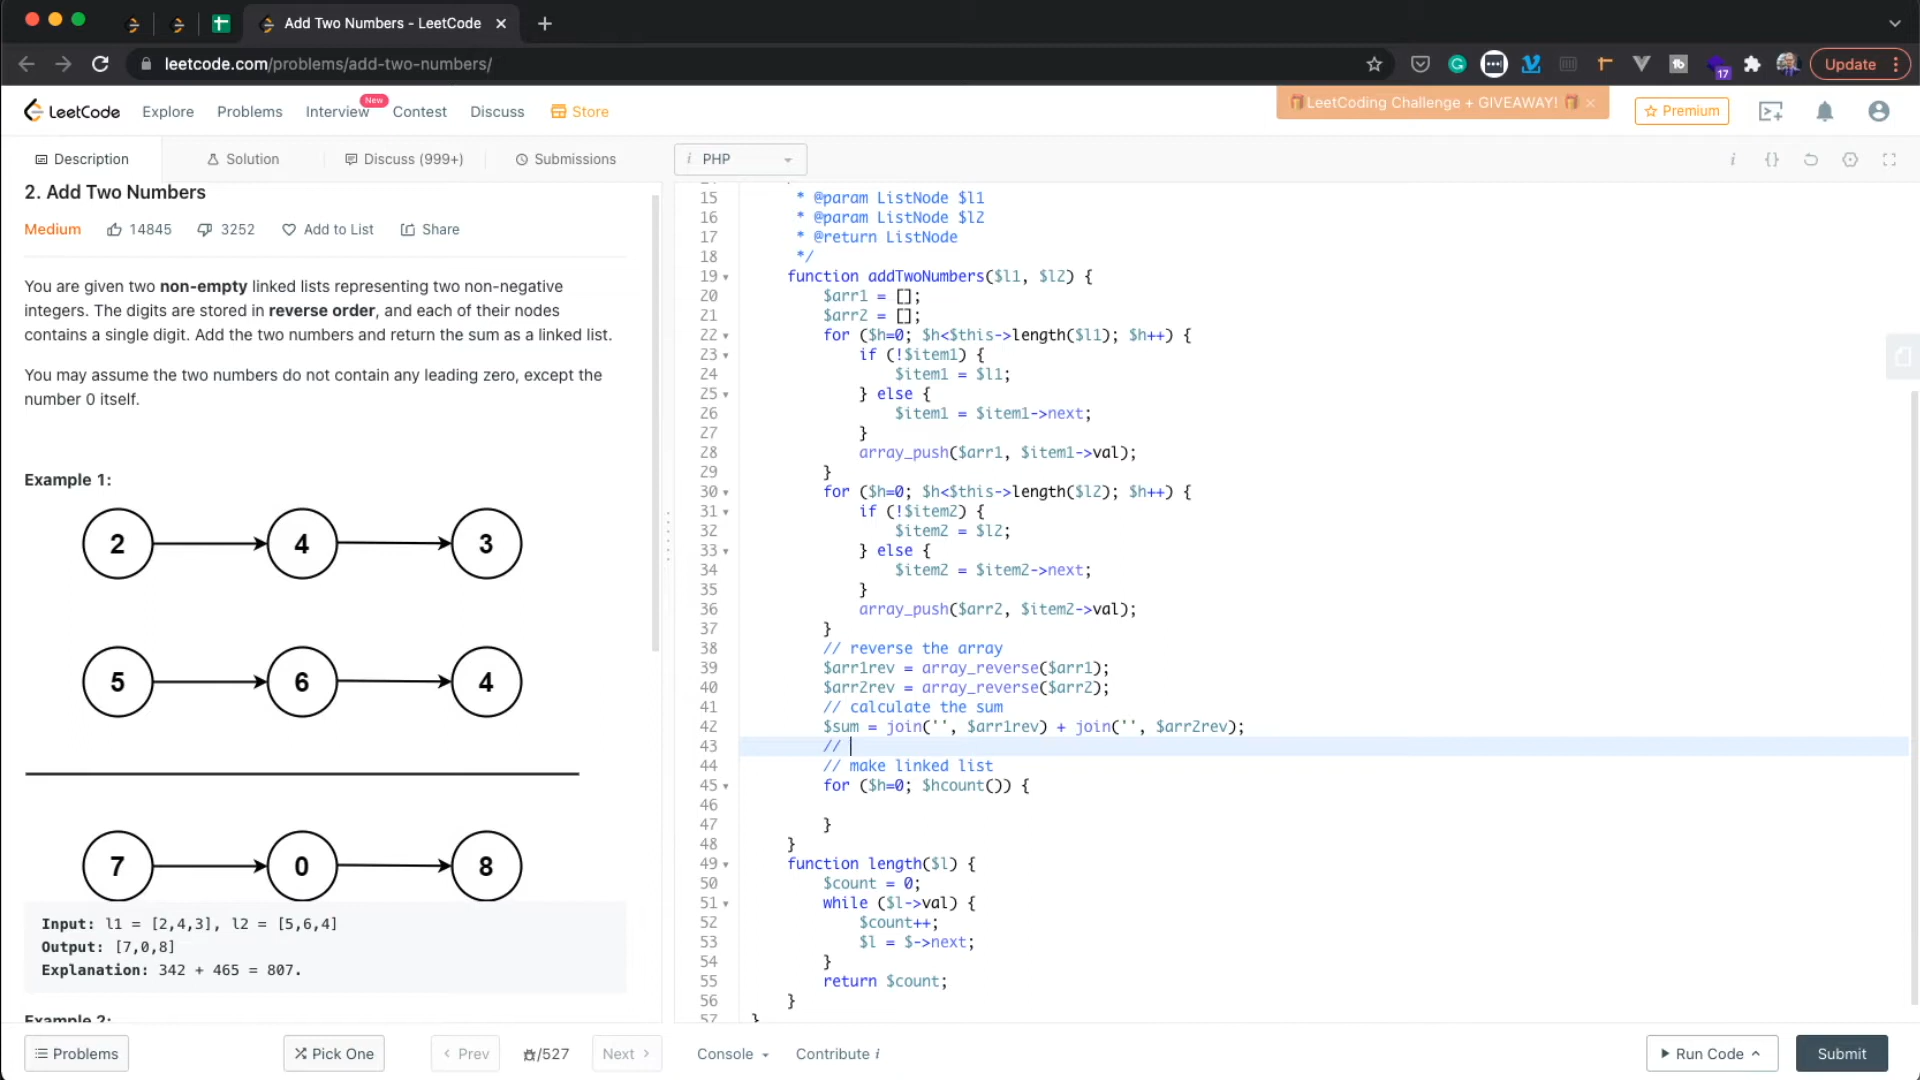 Add Two Numbers - LeetCode
leetcode.com/problems/add-two-numbers/
17
Update
LeetCode
Explore
Problems
Interview
New
Contest
Discuss
Store
LeetCoding Challenge + GIVEAWAY!
Premium
Description
Solution
Discuss (999+)
Submissions
i PHP
2. Add Two Numbers
Medium
14845
3252
Add to List
Share
You are given two non-empty linked lists representing two non-negative
integers. The digits are stored in reverse order, and each of their nodes
contains a single digit. Add the two numbers and return the sum as a linked list.
You may assume the two numbers do not contain any leading zero, except the
number 0 itself.
Example 1:
2 4 3
5 6 4
7 0 8
Input: l1 = [2,4,3], l2 = [5,6,4]
Output: [7,0,8]
Explanation: 342 + 465 = 807.
Example 2:
15 * @param ListNode $l1
16 * @param ListNode $l2
17 * @return ListNode
18 */
19 function addTwoNumbers($l1, $l2) {
20 $arr1 = [];
21 $arr2 = [];
22 for ($h=0; $h<$this->length($l1); $h++) {
23 if (!$item1) {
24 $item1 = $l1;
25 } else {
26 $item1 = $item1->next;
27 }
28 array_push($arr1, $item1->val);
29 }
30 for ($h=0; $h<$this->length($l2); $h++) {
31 if (!$item2) {
32 $item2 = $l2;
33 } else {
34 $item2 = $item2->next;
35 }
36 array_push($arr2, $item2->val);
37 }
38 // reverse the array
39 $arr1rev = array_reverse($arr1);
40 $arr2rev = array_reverse($arr2);
41 // calculate the sum
42 $sum = join('', $arr1rev) + join('', $arr2rev);
43 //
44 // make linked list
45 for ($h=0; $hcount()) {
46
47 }
48 }
49 function length($l) {
50 $count = 0;
51 while ($l->val) {
52 $count++;
53 $l = $->next;
54 }
55 return $count;
56 }
57 }
Problems
Pick One
Prev
/527
Next
Console
Contribute i
Run Code
Submit